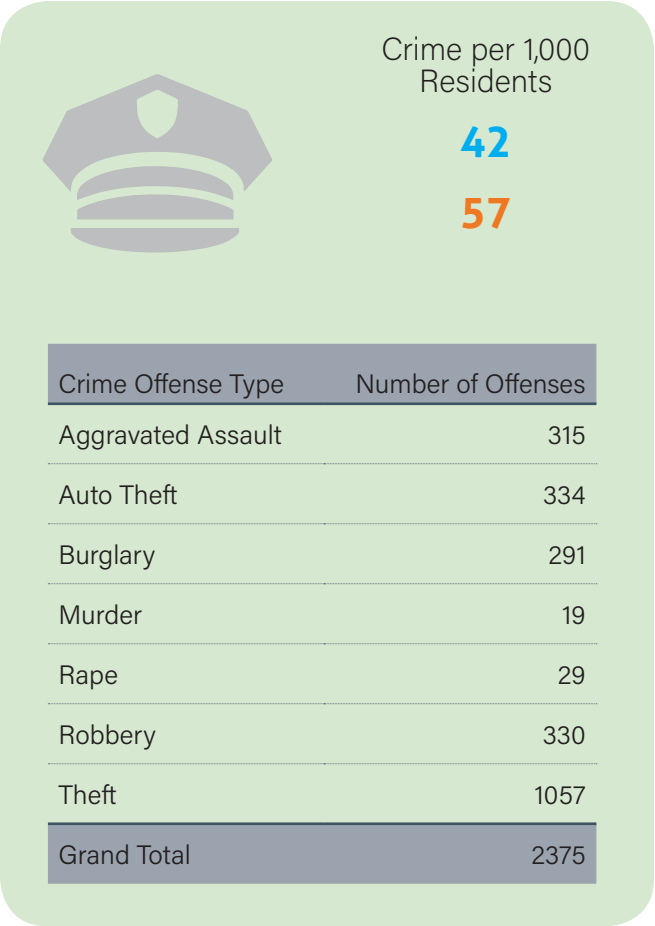 Crime per 1,000
Residents
42
57
Crime Offense Type Number of Offenses
Aggravated Assault 315
Auto Theft 334
Burglary 291
Murder 19
Rape 29
Robbery 330
Theft 1057
Grand Total 2375